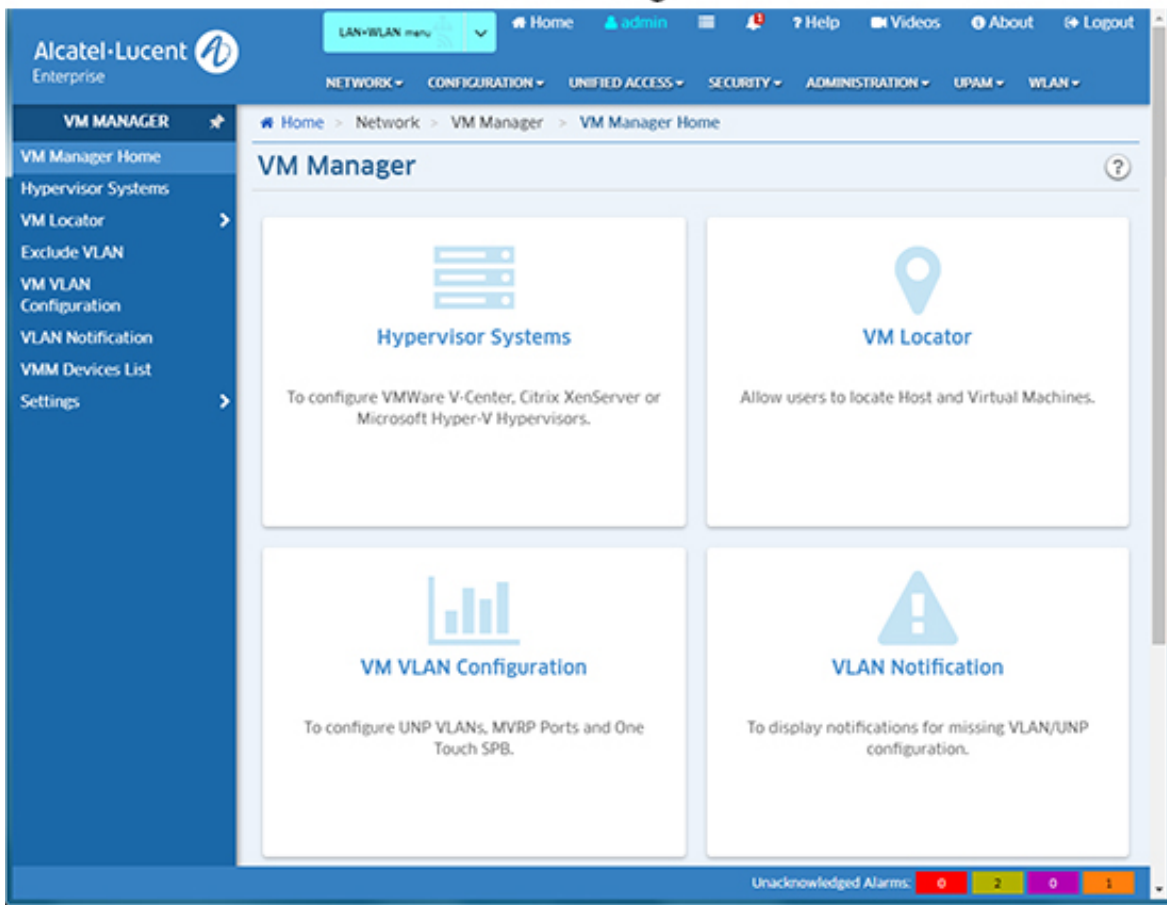 Alcatel·Lucent
Enterprise
LAN+WLAN menu
Home admin ? Help Videos About Logout
NETWORK CONFIGURATION UNIFIED ACCESS SECURITY ADMINISTRATION UPAM WLAN
VM MANAGER
VM Manager Home
Hypervisor Systems
VM Locator
Exclude VLAN
VM VLAN
Configuration
VLAN Notification
VMM Devices List
Settings
Home > Network > VM Manager > VM Manager Home
VM Manager
?
Hypervisor Systems
To configure VMWare V-Center, Citrix XenServer or
Microsoft Hyper-V Hypervisors.
VM Locator
Allow users to locate Host and Virtual Machines.
VM VLAN Configuration
To configure UNP VLANs, MVRP Ports and One
Touch SPB.
VLAN Notification
To display notifications for missing VLAN/UNP
configuration.
Unacknowledged Alarms: 0 2 0 1